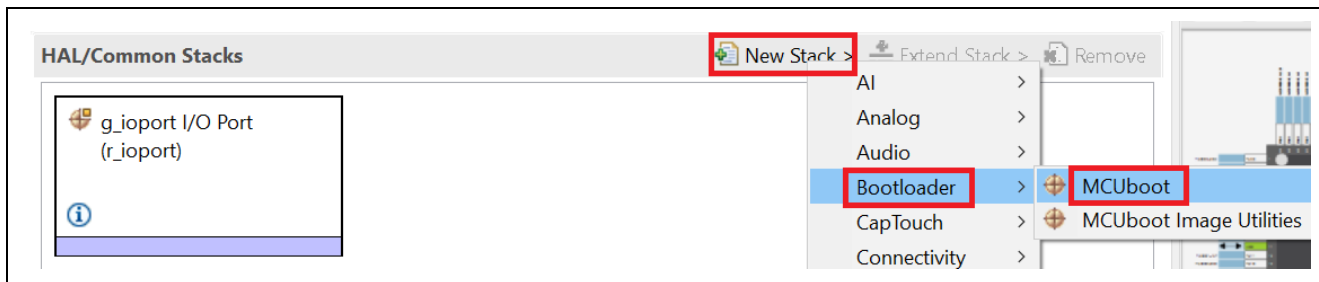 HAL/Common Stacks
New Stack >
Extend Stack >
Remove
g_ioport I/O Port
(r_ioport)
AI >
Analog >
Audio >
Bootloader >
CapTouch >
Connectivity >
MCUboot
MCUboot Image Utilities